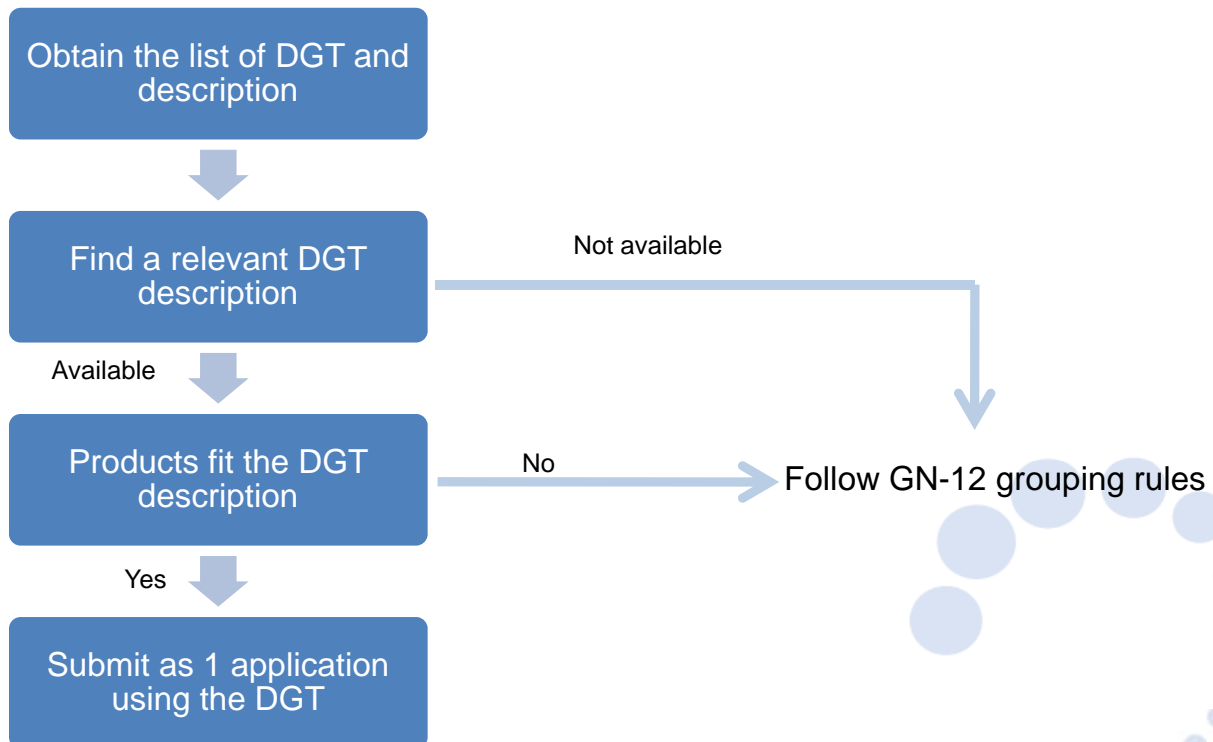 Obtain the list of DGT and
description
Find a relevant DGT
description
Not available
Available
Products fit the DGT
description
No
Follow GN-12 grouping rules
Yes
Submit as 1 application
using the DGT